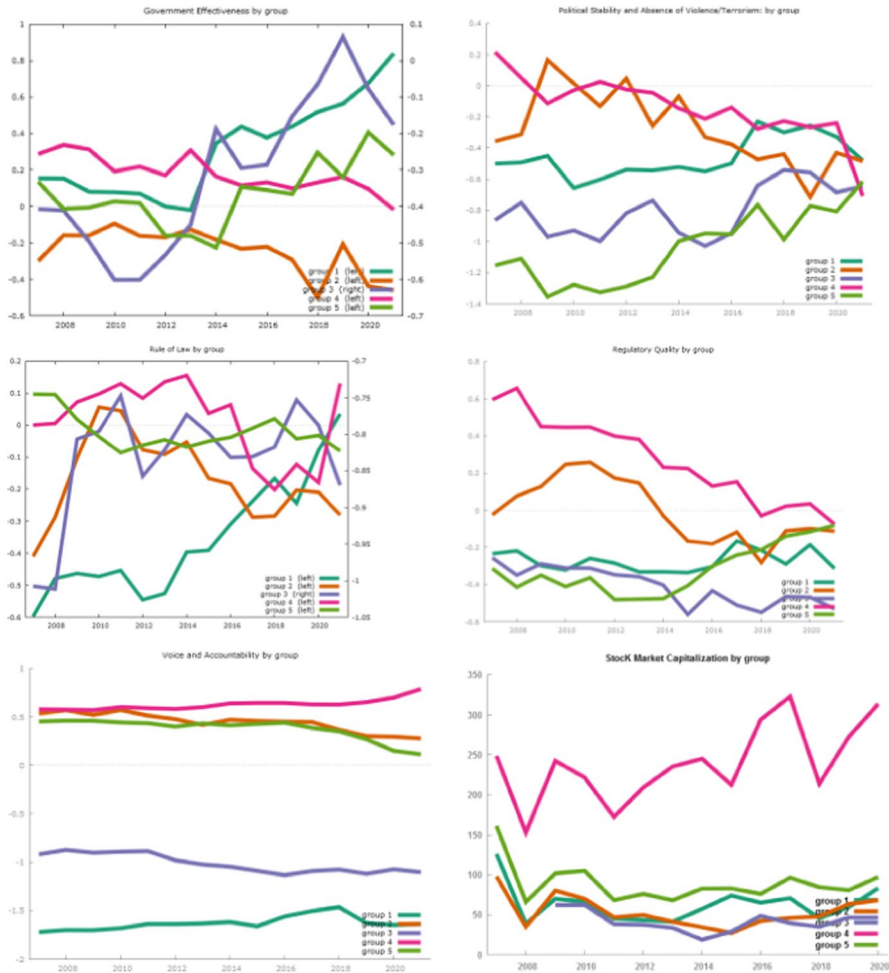 Government Effectiveness by group
1
0.8
0.6
0.4
0.2
0
-0.2
-0.4
-0.6
0.1
0
-0.1
-0.2
-0.3
-0.4
-0.5
-0.6
-0.7
group 1 (left)
group 2 (left)
group 3 (right)
group 4 (left)
group 5 (left)
2008 2010 2012 2014 2016 2018 2020
Political Stability and Absence of Violence/Terrorism: by group
0.4
0.2
0
-0.2
-0.4
-0.6
-0.8
-1
-1.2
-1.4
group 1
group 2
group 3
group 4
group 5
2008 2010 2012 2014 2016 2018 2020
Rule of Law by group
0.2
0.1
0
-0.1
-0.2
-0.3
-0.4
-0.5
-0.6
-0.7
-0.75
-0.8
-0.85
-0.9
-0.95
-1
-1.05
group 1 (left)
group 2 (left)
group 3 (right)
group 4 (left)
group 5 (left)
2008 2010 2012 2014 2016 2018 2020
Regulatory Quality by group
0.8
0.6
0.4
0.2
0
-0.2
-0.4
-0.6
group 1
group 2
group 3
group 4
group 5
2008 2010 2012 2014 2016 2018 2020
Voice and Accountability by group
1
0.5
0
-0.5
-1
-1.5
-2
group 1
group 2
group 3
group 4
group 5
2008 2010 2012 2014 2016 2018 2020
StocK Market Capitalization by group
350
300
250
200
150
100
50
0
group 1
group 2
group 3
group 4
group 5
2008 2010 2012 2014 2016 2018 2020